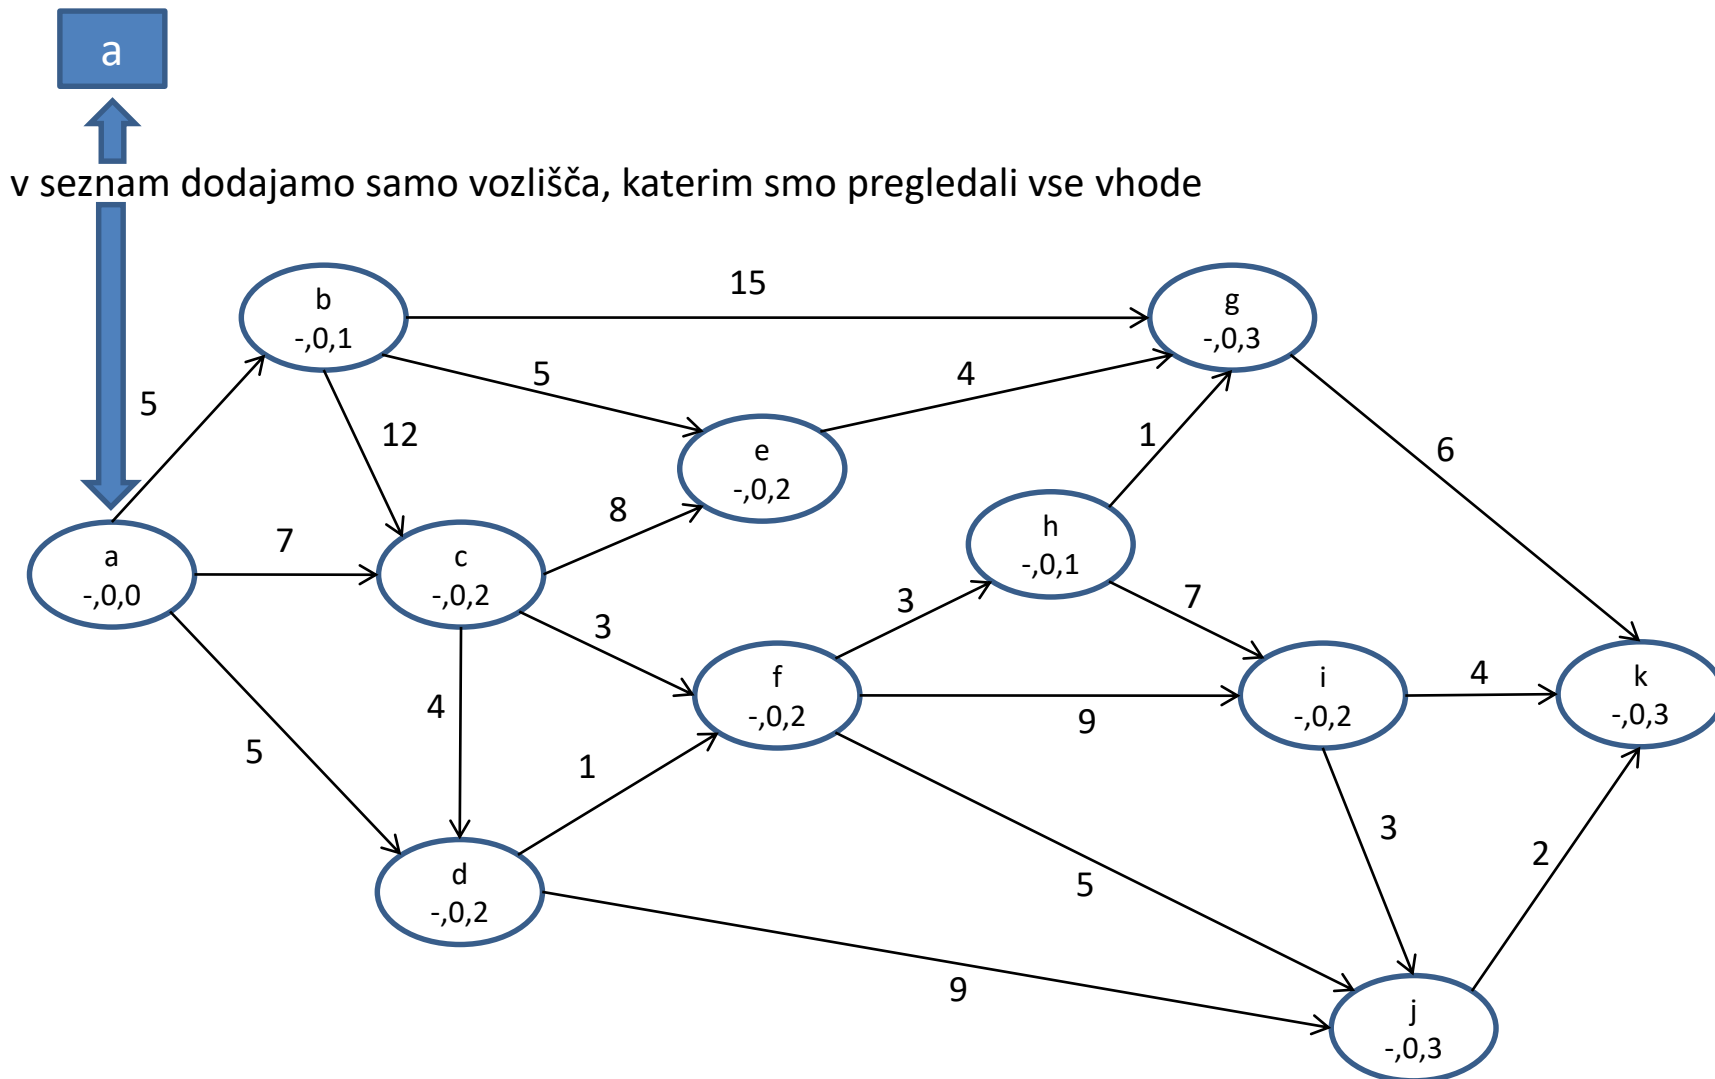 a
v seznam dodajamo samo vozlišča, katerim smo pregledali vse vhode
15
b
-,0,1
g
-,0,3
5
4
5
12
1
6
e
-,0,2
8
h
-,0,1
7
a
-,0,0
c
-,0,2
3
3
7
4
f
-,0,2
9
i
-,0,2
4
k
-,0,3
5
1
3
2
d
-,0,2
5
9
j
-,0,3